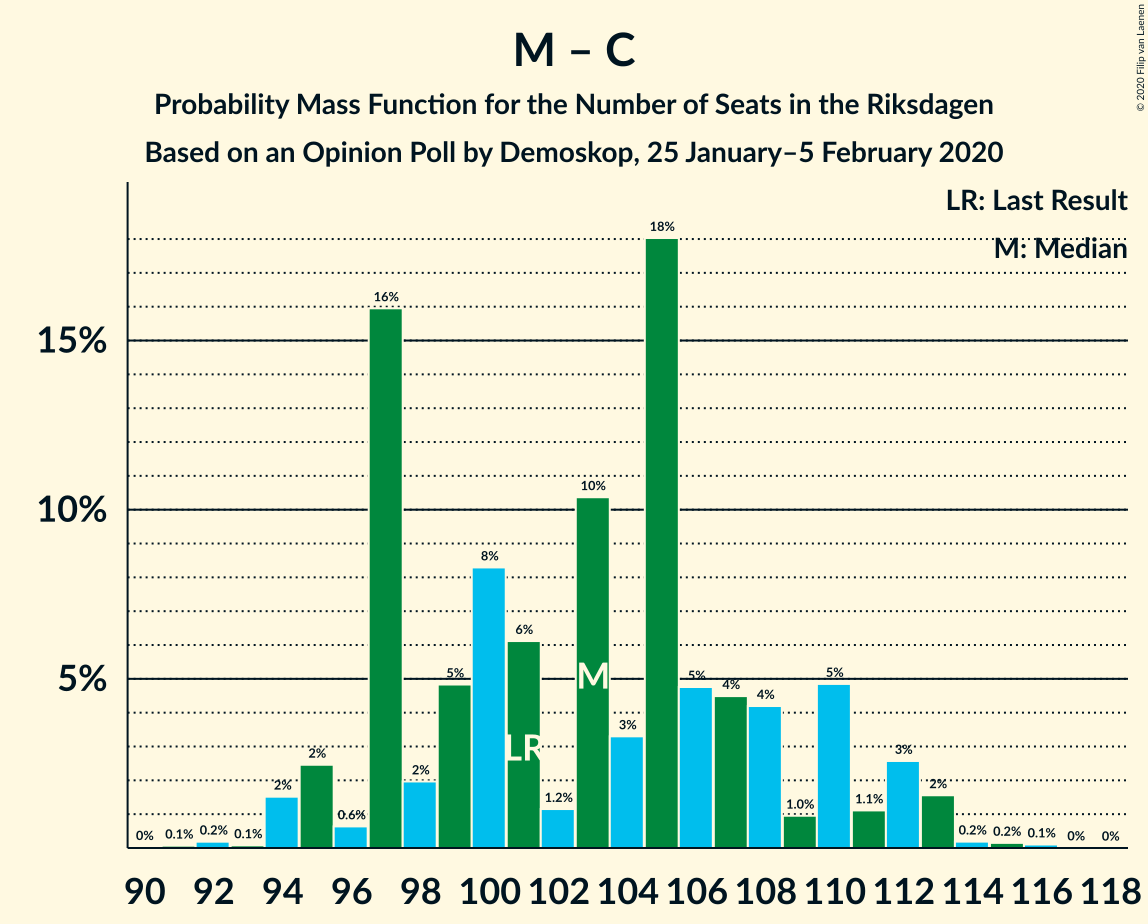 © 2020 Filip van Laenen
M – C
Probability Mass Function for the Number of Seats in the Riksdagen
Based on an Opinion Poll by Demoskop, 25 January–5 February 2020
LR: Last Result
M: Median
15%
10%
5%
0% 0.1% 0.2% 0.1% 2% 2% 0.6% 16% 2% 5% 8% 6% 1.2% 10% 3% 18% 5% 4% 4% 1.0% 5% 1.1% 3% 2% 0.2% 0.2% 0.1% 0% 0%
M
LR
90 92 94 96 98 100 102 104 106 108 110 112 114 116 118